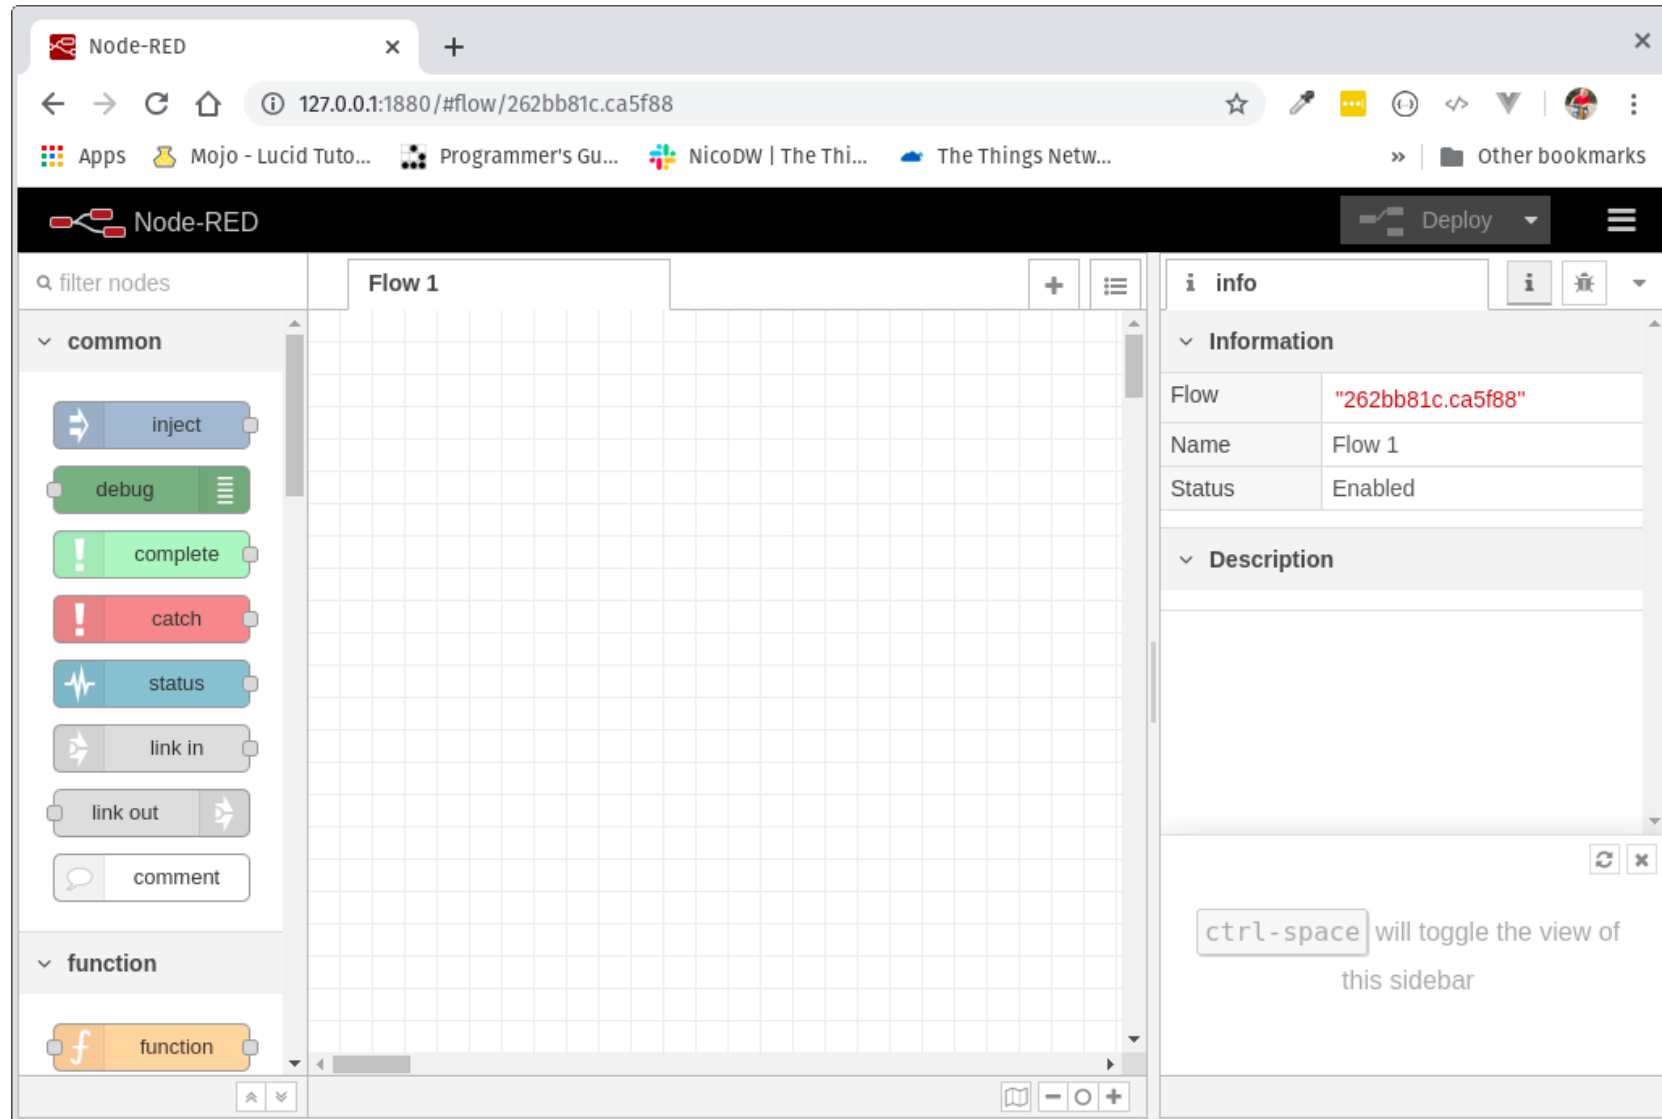 Node-RED
127.0.0.1:1880/#flow/262bb81c.ca5f88
Apps Mojo - Lucid Tuto... Programmer's Gu... NicoDW | The Thi... The Things Netw... » Other bookmarks
Node-RED Deploy
filter nodes
Flow 1
info
common
inject
debug
complete
catch
status
link in
link out
comment
function
function
Information
Flow "262bb81c.ca5f88"
Name Flow 1
Status Enabled
Description
ctrl-space will toggle the view of
this sidebar